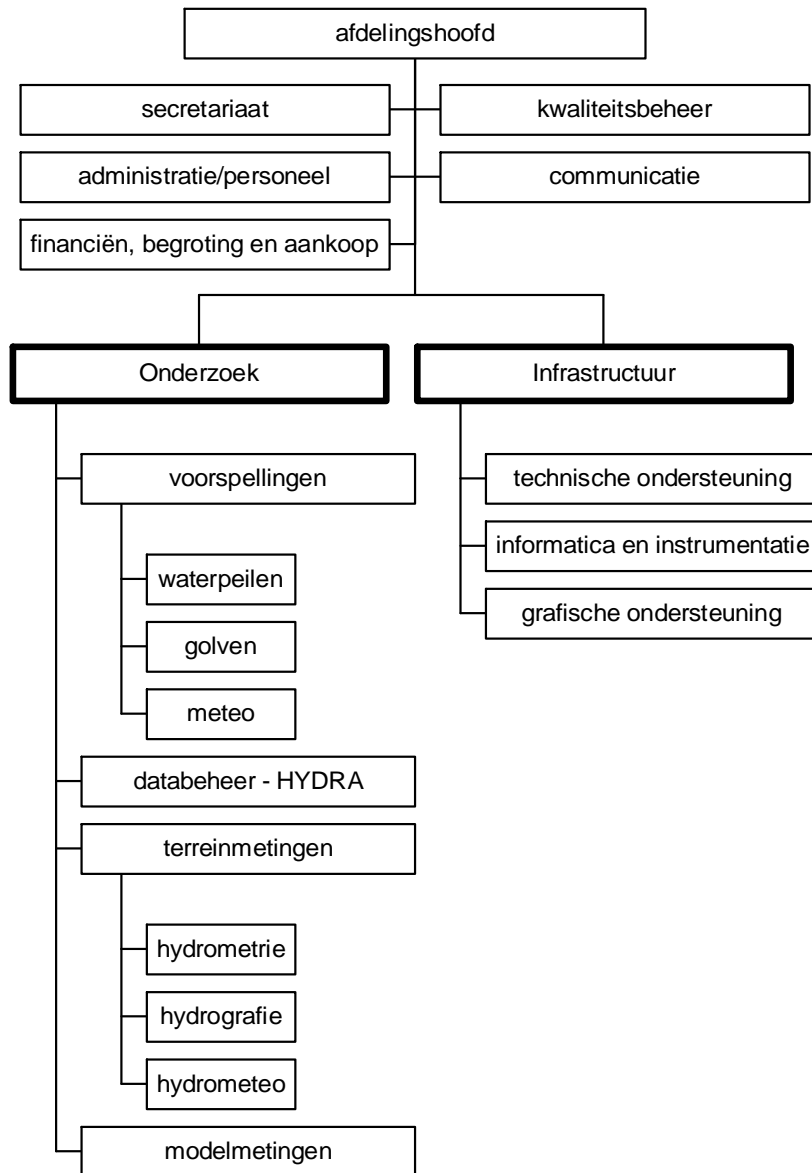 afdelingshoofd
secretariaat
kwaliteitsbeheer
administratie/personeel
communicatie
financiën, begroting en aankoop
Onderzoek
Infrastructuur
voorspellingen
waterpeilen
golven
meteo
databeheer - HYDRA
terreinmetingen
hydrometrie
hydrografie
hydrometeo
modelmetingen
technische ondersteuning
informatica en instrumentatie
grafische ondersteuning